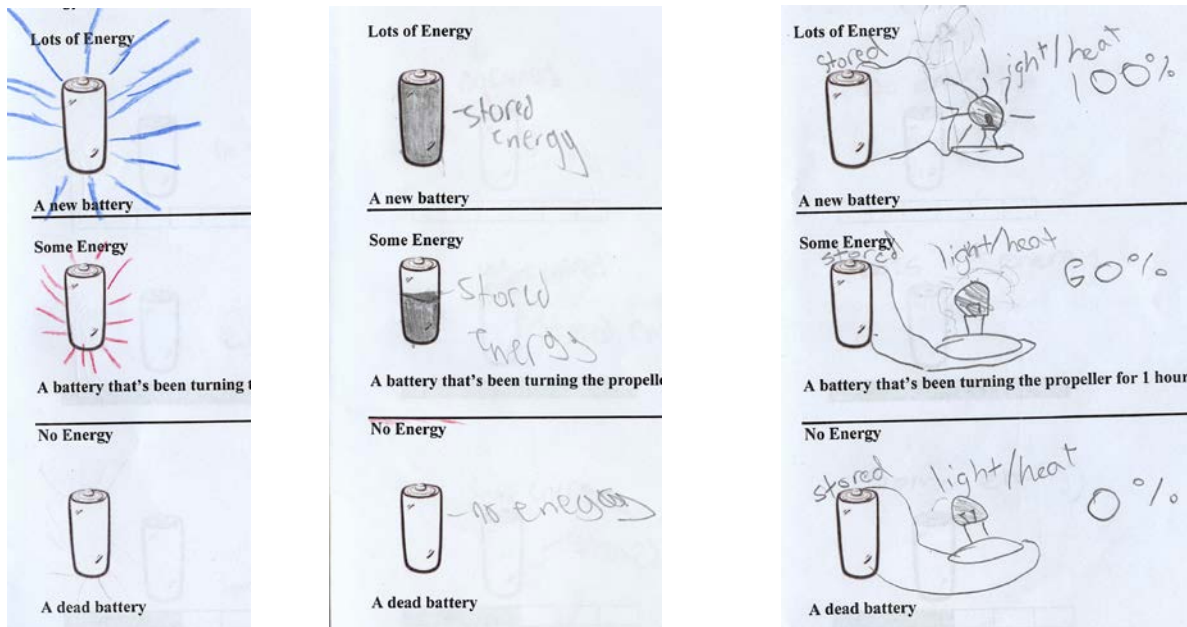 Lots of Energy
A new battery
Some Energy
A battery that's been turning t
No Energy
A dead battery
Lots of Energy
stored
energy
A new battery
Some Energy
stored
Energy
A battery that's been turning the propelle
No Energy
no
A dead battery
Lots of Energy
stored
light/heat
100%
A new battery
Some Energy
stored
light/heat
60%
A battery that's been turning the propeller for 1 hour
No Energy
stored
light/heat
0%
A dead battery